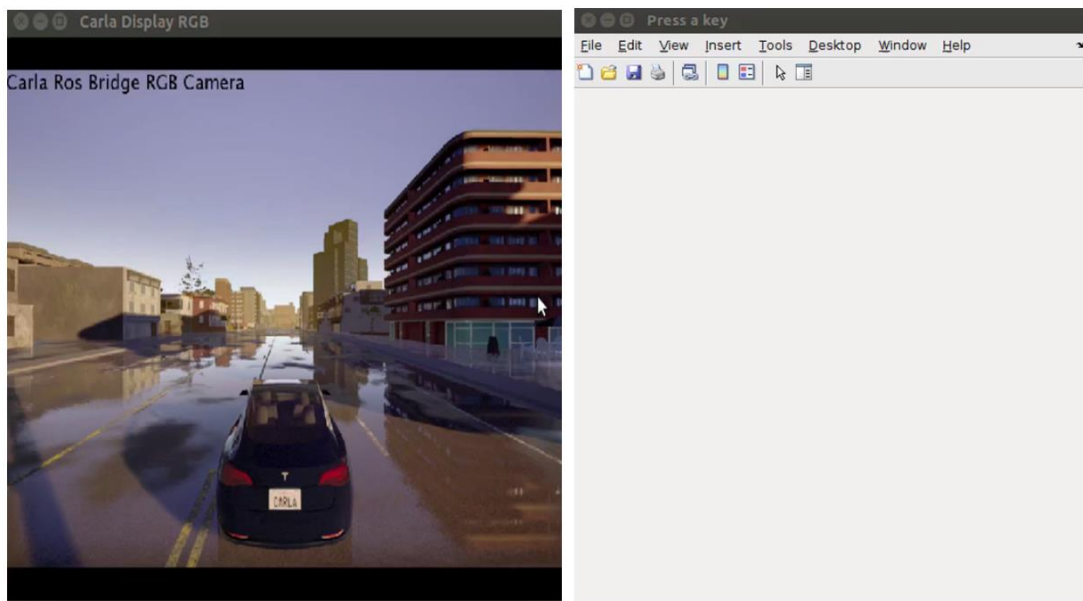 Carla Display RGB
Carla Ros Bridge RGB Camera
CARLA
Press a key
File Edit View Insert Tools Desktop Window Help